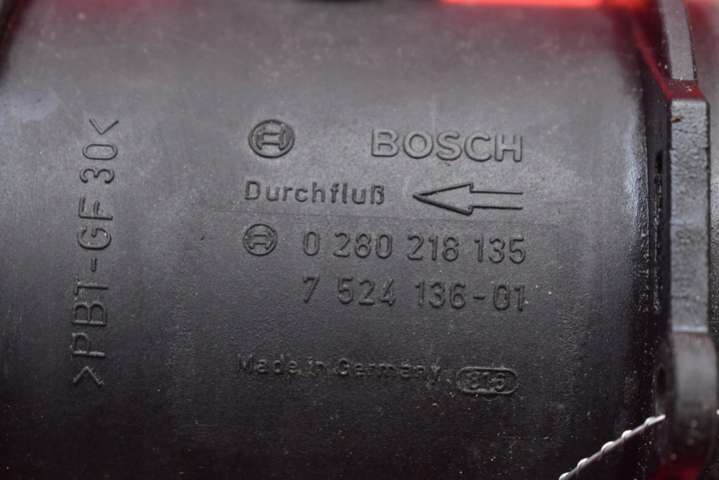 BOSCH
Durchfluß
0 280 218 135
7 524 136-01
Made in Germany
>PBT-GF 30<